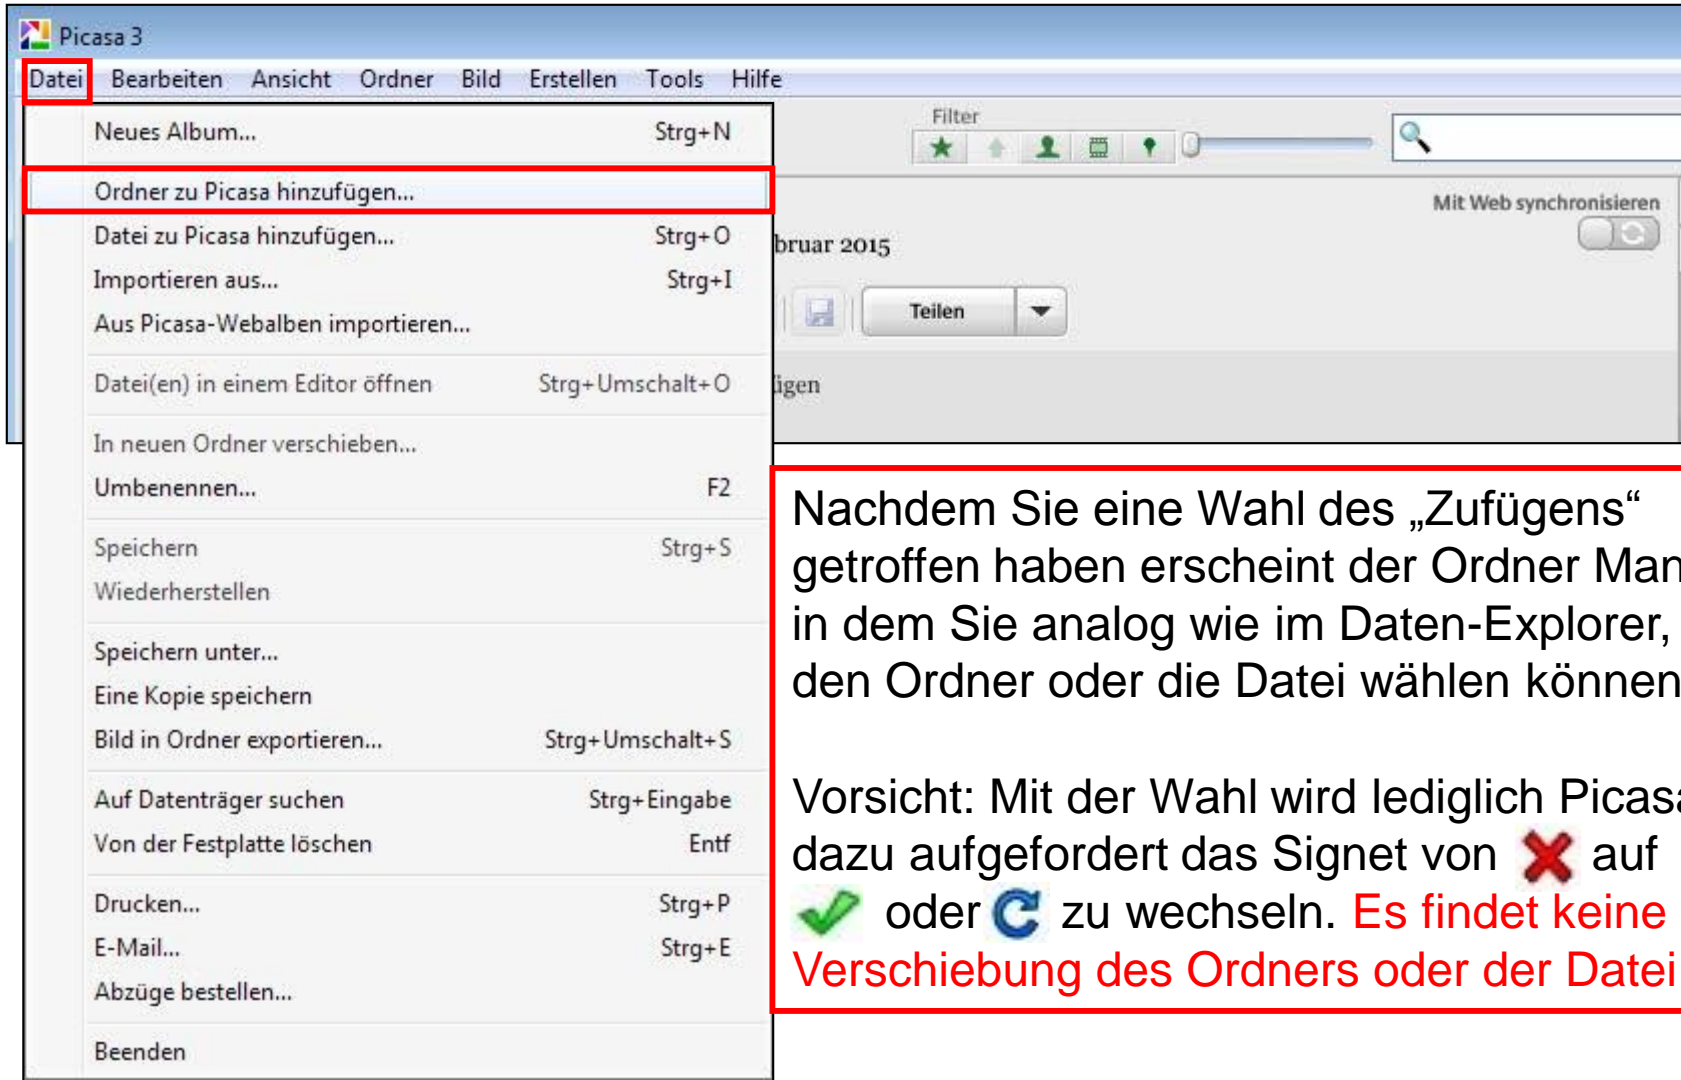 Picasa 3
Datei Bearbeiten Ansicht Ordner Bild Erstellen Tools Hilfe
Neues Album... Strg+N
Ordner zu Picasa hinzufügen...
Datei zu Picasa hinzufügen... Strg+O
Importieren aus... Strg+I
Aus Picasa-Webalben importieren...
Datei(en) in einem Editor öffnen Strg+Umschalt+O
In neuen Ordner verschieben...
Umbenennen... F2
Speichern Strg+S
Wiederherstellen
Speichern unter...
Eine Kopie speichern
Bild in Ordner exportieren... Strg+Umschalt+S
Auf Datenträger suchen Strg+Eingabe
Von der Festplatte löschen Entf
Drucken... Strg+P
E-Mail... Strg+E
Abzüge bestellen...
Beenden
Filter
Mit Web synchronisieren
bruar 2015
Teilen
ügen
Nachdem Sie eine Wahl des „Zufügens“
getroffen haben erscheint der Ordner Man
in dem Sie analog wie im Daten-Explorer,
den Ordner oder die Datei wählen können
Vorsicht: Mit der Wahl wird lediglich Picasa
dazu aufgefordert das Signet von auf
oder zu wechseln. Es findet keine
Verschiebung des Ordners oder der Datei